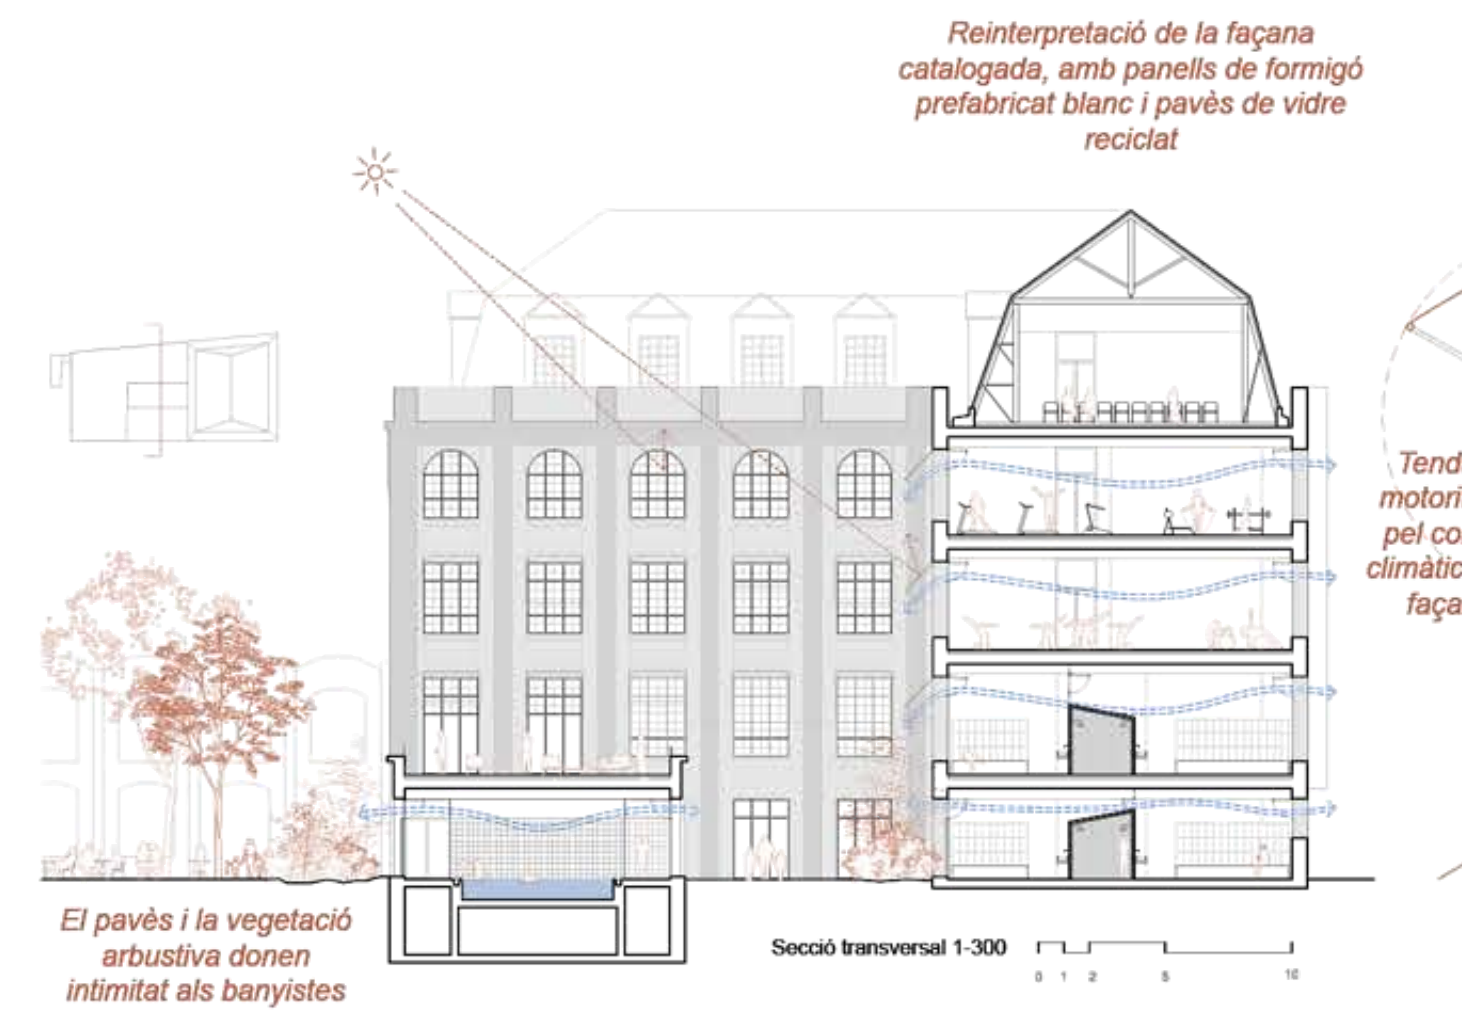 Reinterpretació de la façana
catalogada, amb panells de formigó
prefabricat blanc i pavès de vidre
reciclat
Tend
motori
pel co
climàtic
faça
El pavès i la vegetació
arbustiva donen
intimitat als banyistes
Secció transversal 1-300
0 1 2 5 10